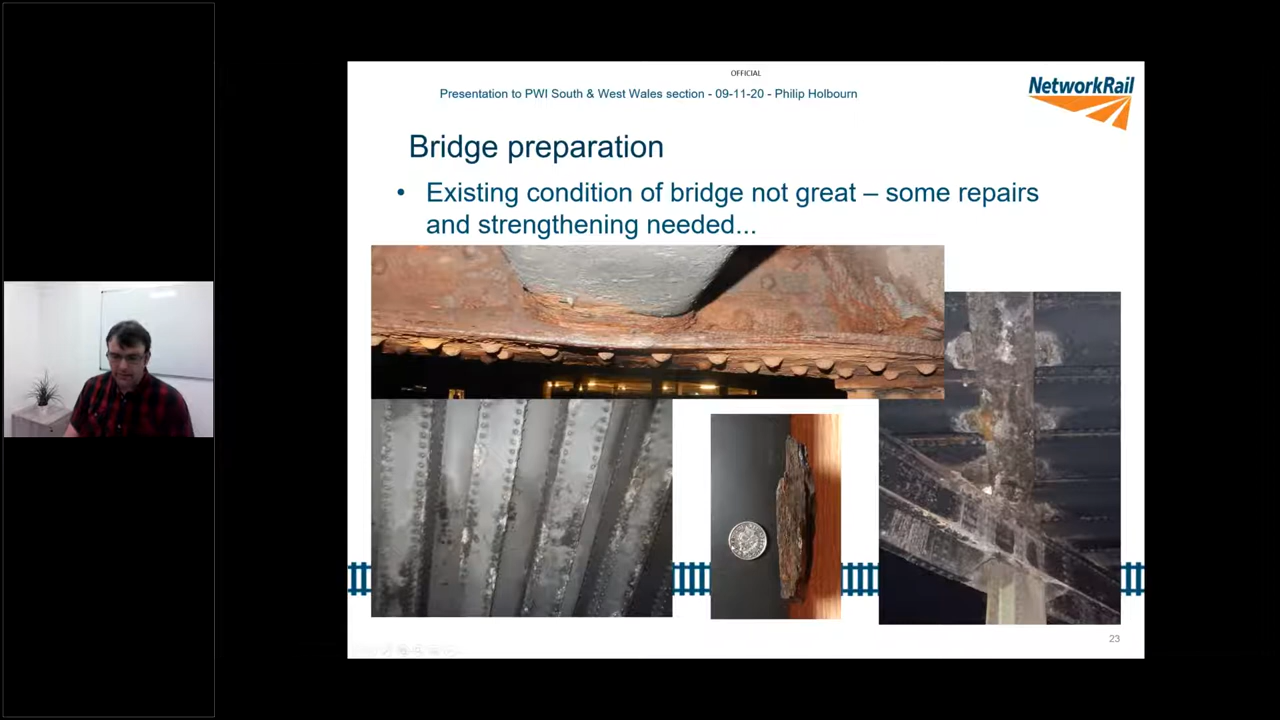 OFFICIAL
Presentation to PWI South & West Wales section - 09-11-20 - Philip Holbourn
NetworkRail
Bridge preparation
• Existing condition of bridge not great – some repairs
and strengthening needed...
23